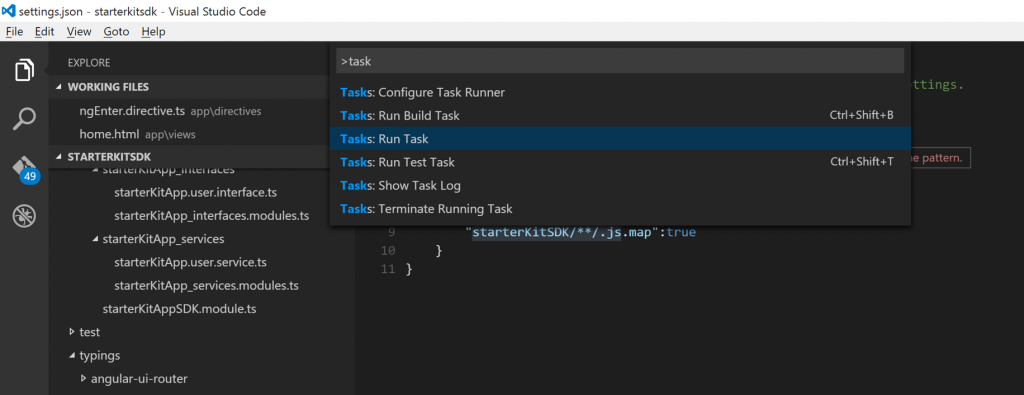 settings.json - starterkitsdk - Visual Studio Code
File Edit View Goto Help
EXPLORE
WORKING FILES
ngEnter.directive.ts app\directives
home.html app\views
STARTERKITSDK
starterKitApp_interfaces
starterKitApp.user.interface.ts
starterKitApp_interfaces.modules.ts
starterKitApp_services
starterKitApp.user.service.ts
starterKitApp_services.modules.ts
starterKitAppSDK.module.ts
test
typings
angular-ui-router
49
>task
Tasks: Configure Task Runner
Tasks: Run Build Task Ctrl+Shift+B
Tasks: Run Task
Tasks: Run Test Task Ctrl+Shift+T
Tasks: Show Task Log
Tasks: Terminate Running Task
ettings.
e pattern.
9 "starterKitSDK/**/.js.map":true
10 }
11 }